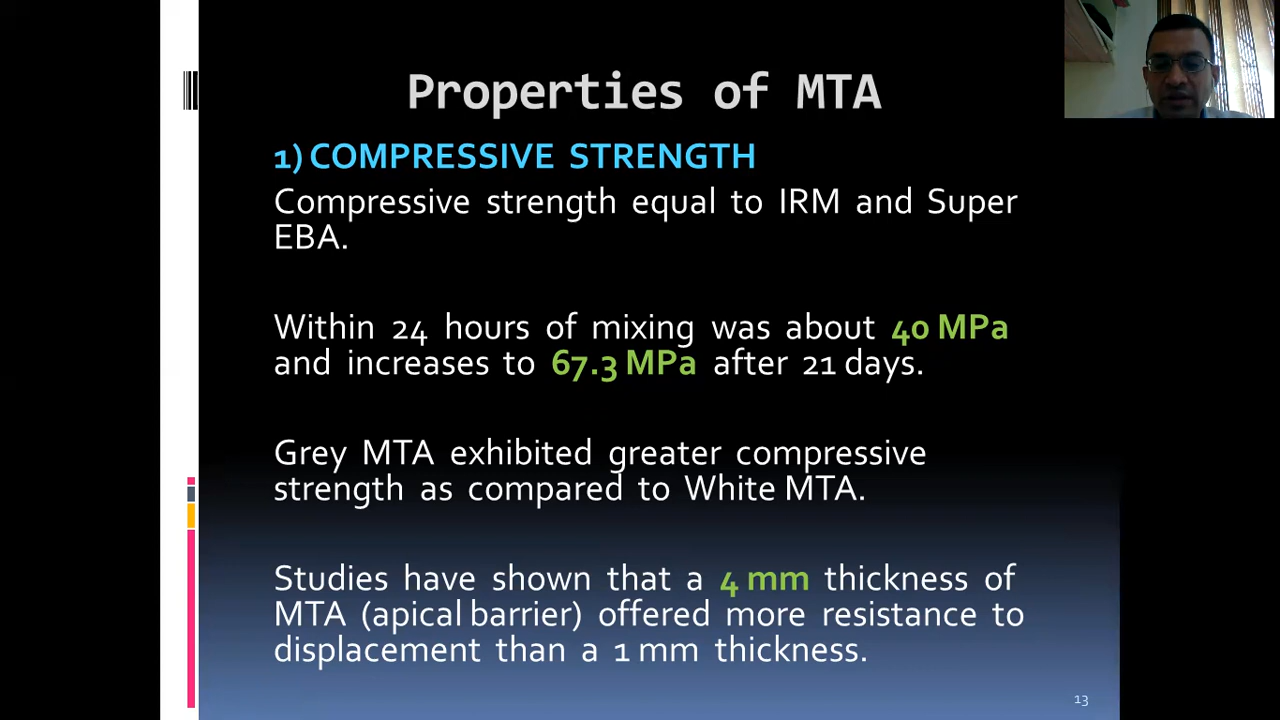 Properties of MTA
1) COMPRESSIVE STRENGTH
Compressive strength equal to IRM and Super
EBA.
Within 24 hours of mixing was about 40 MPa
and increases to 67.3 MPa after 21 days.
Grey MTA exhibited greater compressive
strength as compared to White MTA.
Studies have shown that a 4 mm thickness of
MTA (apical barrier) offered more resistance to
displacement than a 1 mm thickness.
13